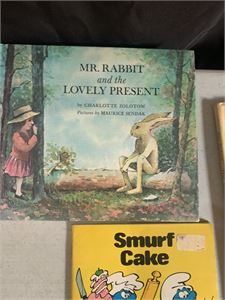 MR. RABBIT
and the
LOVELY PRESENT
by CHARLOTTE ZOLOTOW
Pictures by MAURICE SENDAK
Smurf
Cake